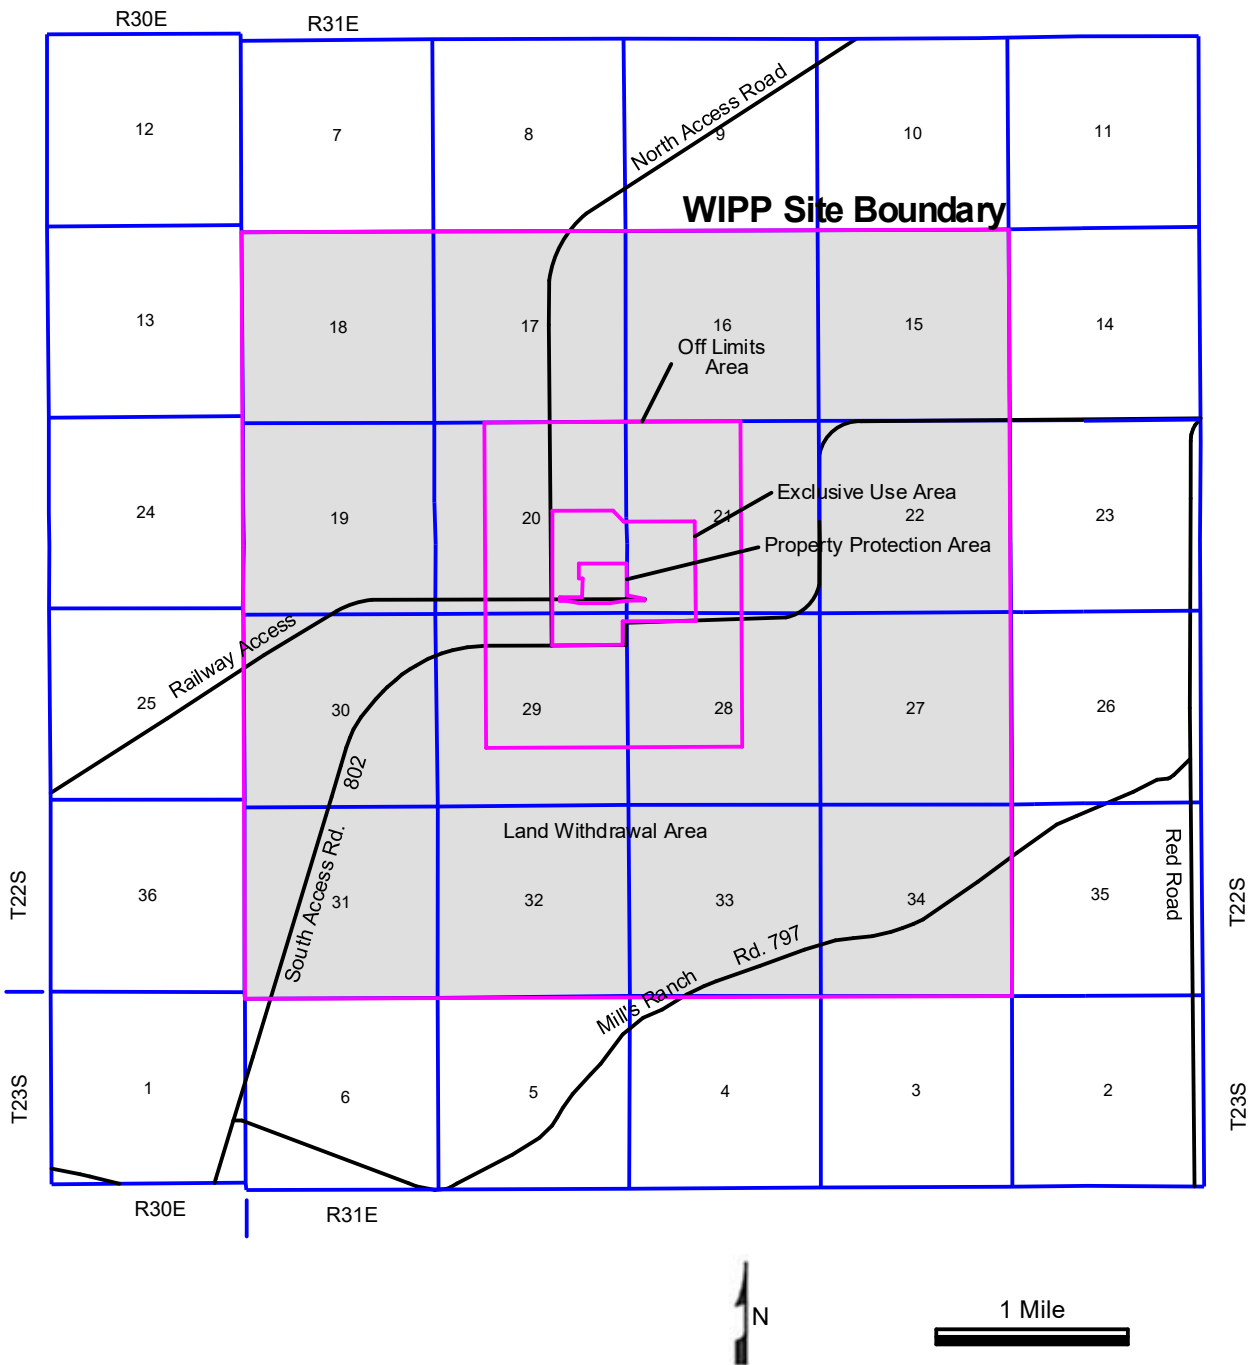 R30E
R31E
12
7
8
North Access Road
9
10
11
WIPP Site Boundary
13
18
17
16
15
14
Off Limits
Area
24
19
20
21
Exclusive Use Area
22
23
Property Protection Area
Railway Access
25
30
29
28
27
26
802
Land Withdrawal Area
T22S
36
South Access Rd.
31
32
33
34
35
Red Road
T22S
Mill's Ranch
Rd. 797
T23S
1
6
5
4
3
2
T23S
R30E
R31E
N
1 Mile